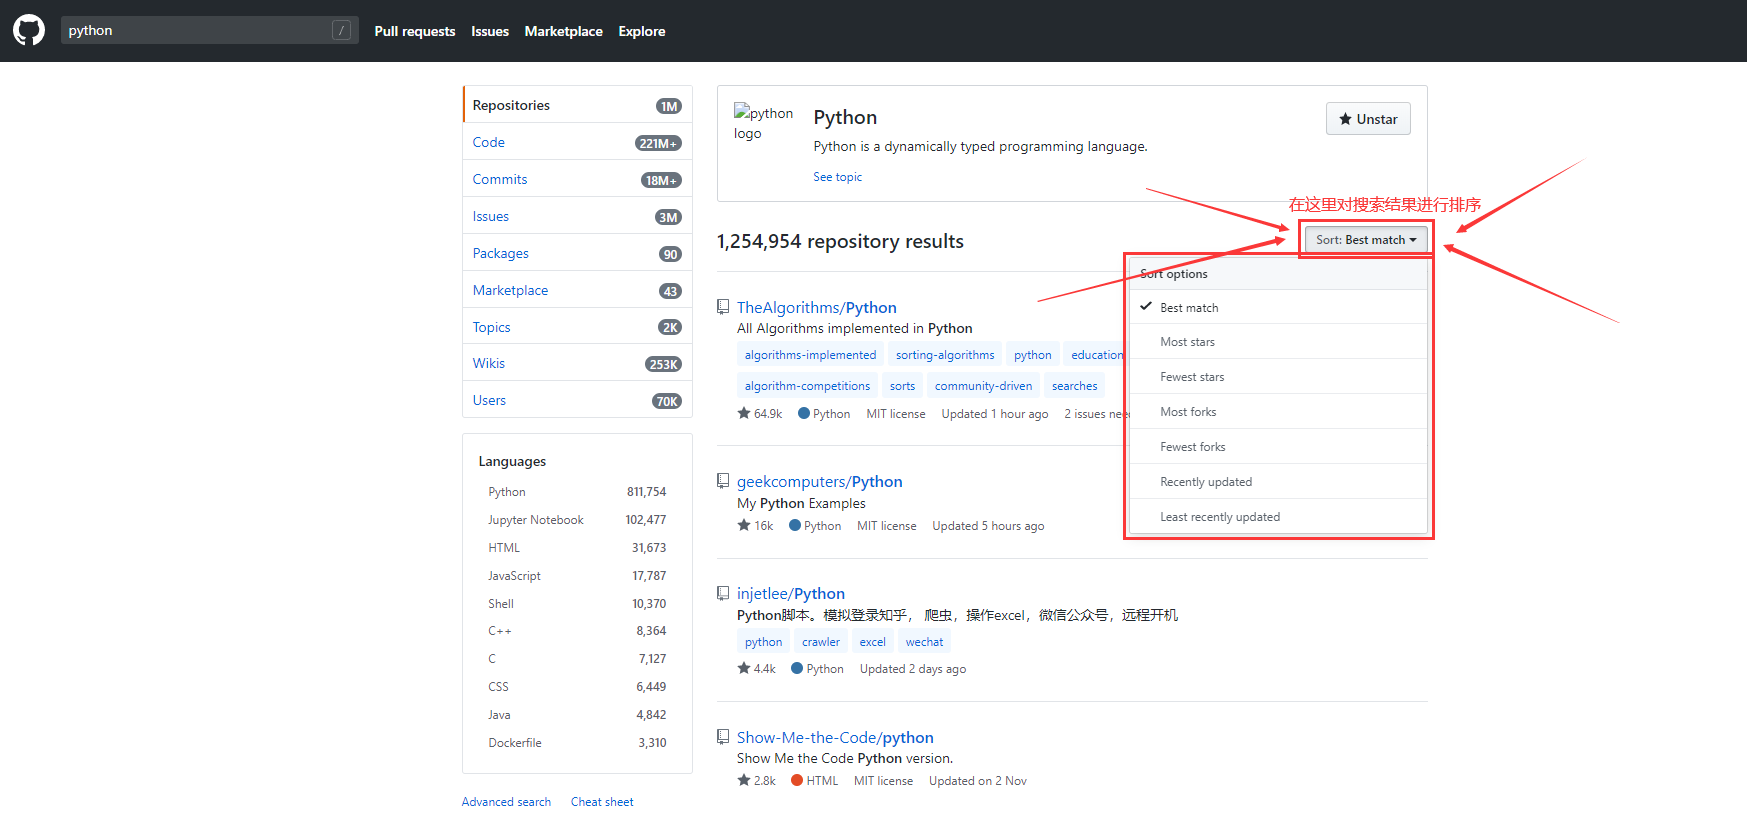 python /
Pull requests Issues Marketplace Explore
Repositories 1M
Code 221M+
Commits 18M+
Issues 3M
Packages 90
Marketplace 43
Topics 2K
Wikis 253K
Users 70K
Languages
Python 811,754
Jupyter Notebook 102,477
HTML 31,673
JavaScript 17,787
Shell 10,370
C++ 8,364
C 7,127
CSS 6,449
Java 4,842
Dockerfile 3,310
Advanced search Cheat sheet
python
logo
Python
Python is a dynamically typed programming language.
See topic
Unstar
在这里对搜索结果进行排序
1,254,954 repository results
Sort: Best match
Sort options
Best match
Most stars
Fewest stars
Most forks
Fewest forks
Recently updated
Least recently updated
TheAlgorithms/Python
All Algorithms implemented in Python
algorithms-implemented sorting-algorithms python education
algorithm-competitions sorts community-driven searches
64.9k Python MIT license Updated 1 hour ago 2 issues
geekcomputers/Python
My Python Examples
16k Python MIT license Updated 5 hours ago
injetlee/Python
Python脚本。模拟登录知乎， 爬虫，操作excel，微信公众号，远程开机
python crawler excel wechat
4.4k Python Updated 2 days ago
Show-Me-the-Code/python
Show Me the Code Python version.
2.8k HTML MIT license Updated on 2 Nov